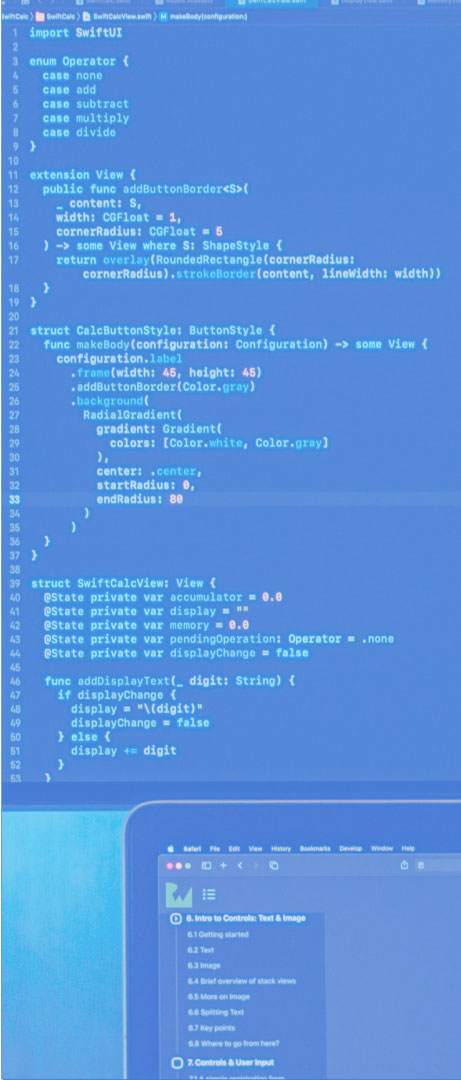 SwiftCalc SwiftCalc SwiftCalcView.swift makeBody(configuration:)
1 import SwiftUI
2
3 enum Operator {
4 case none
5 case add
6 case subtract
7 case multiply
8 case divide
9 }
10
11 extension View {
12 public func addButtonBorder<S>(
13 _ content: S,
14 width: CGFloat = 1,
15 cornerRadius: CGFloat = 5
16 ) -> some View where S: ShapeStyle {
17 return overlay(RoundedRectangle(cornerRadius:
cornerRadius).strokeBorder(content, lineWidth: width))
18 }
19 }
20
21 struct CalcButtonStyle: ButtonStyle {
22 func makeBody(configuration: Configuration) -> some View {
23 configuration.label
24 .frame(width: 45, height: 45)
25 .addButtonBorder(Color.gray)
26 .background(
27 RadialGradient(
28 gradient: Gradient(
29 colors: [Color.white, Color.gray]
30 ),
31 center: .center,
32 startRadius: 0,
33 endRadius: 80
34 )
35 )
36 }
37 }
38
39 struct SwiftCalcView: View {
40 @State private var accumulator = 0.0
41 @State private var display = ""
42 @State private var memory = 0.0
43 @State private var pendingOperation: Operator = .none
44 @State private var displayChange = false
45
46 func addDisplayText(_ digit: String) {
47 if displayChange {
48 display = "\(digit)"
49 displayChange = false
50 } else {
51 display += digit
52 }
53 }
Safari File Edit View History Bookmarks Develop Window Help
6. Intro to Controls: Text & Image
6.1 Getting started
6.2 Text
6.3 Image
6.4 Brief overview of stack views
6.5 More on Image
6.6 Splitting Text
6.7 Key points
6.8 Where to go from here?
7. Controls & User Input
7.1 A simple registration form